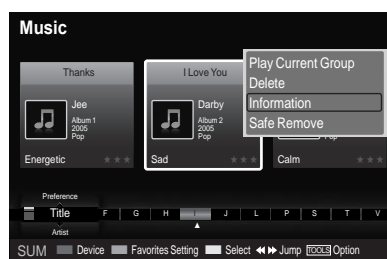 Music
Thanks
Jee
Album 1
2005
Pop
Energetic
I Love You
Darby
Album 2
2005
Pop
Sad
Pop
Calm
Play Current Group
Delete
Information
Safe Remove
Preference
Title F G H I J L P S T V
Artist
SUM Device Favorites Setting Select Jump TOOLS Option